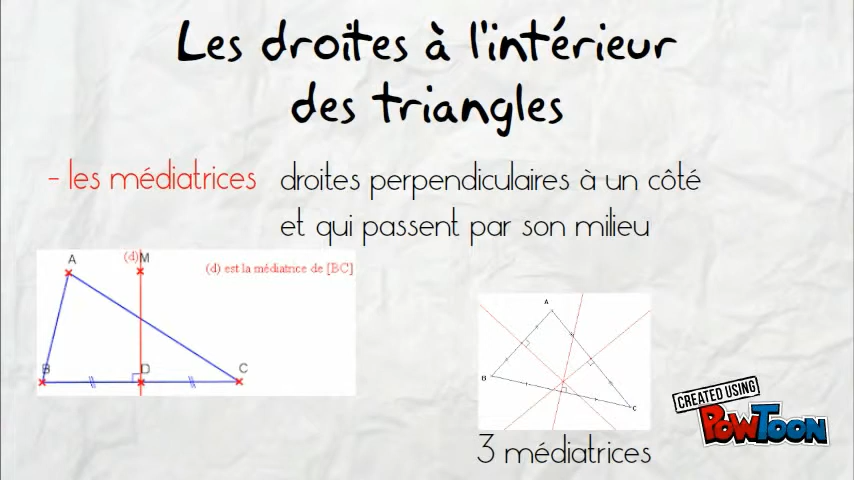 Les droites à l'intérieur
des triangles
- les médiatrices droites perpendiculaires à un côté
et qui passent par son milieu
A (d) M
(d) est la médiatrice de [BC]
B D C
A
B
C
3 médiatrices
CREATED USING
POWTOON